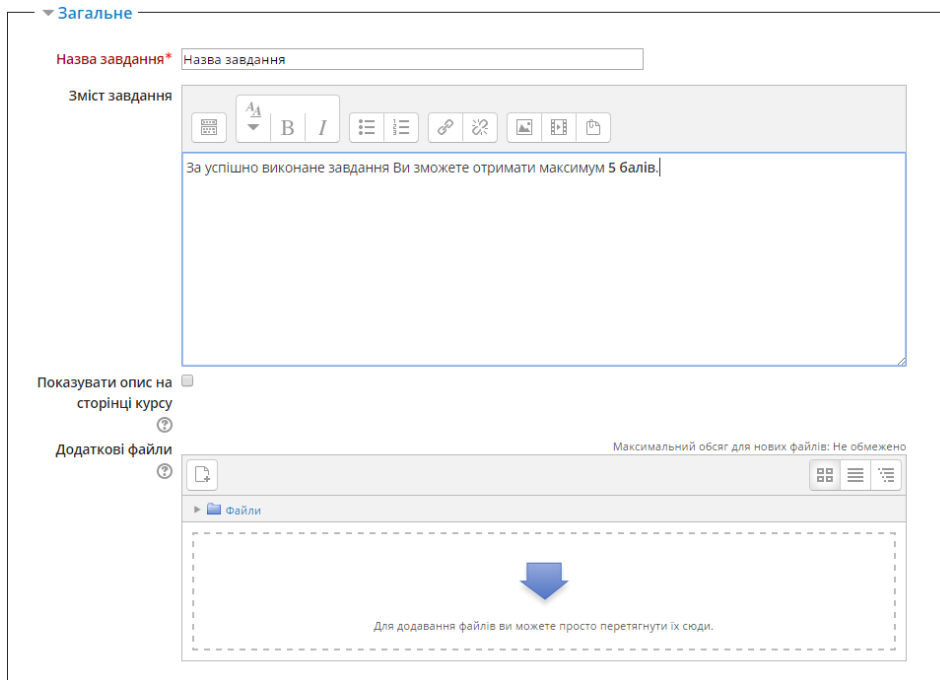 Загальне
Назва завдання* Назва завдання
Зміст завдання
За успішно виконане завдання Ви зможете отримати максимум 5 балів.
Показувати опис на
сторінці курсу
Додаткові файли
Максимальний обсяг для нових файлів: Не обмежено
Файли
Для додавання файлів ви можете просто перетягнути їх сюди.